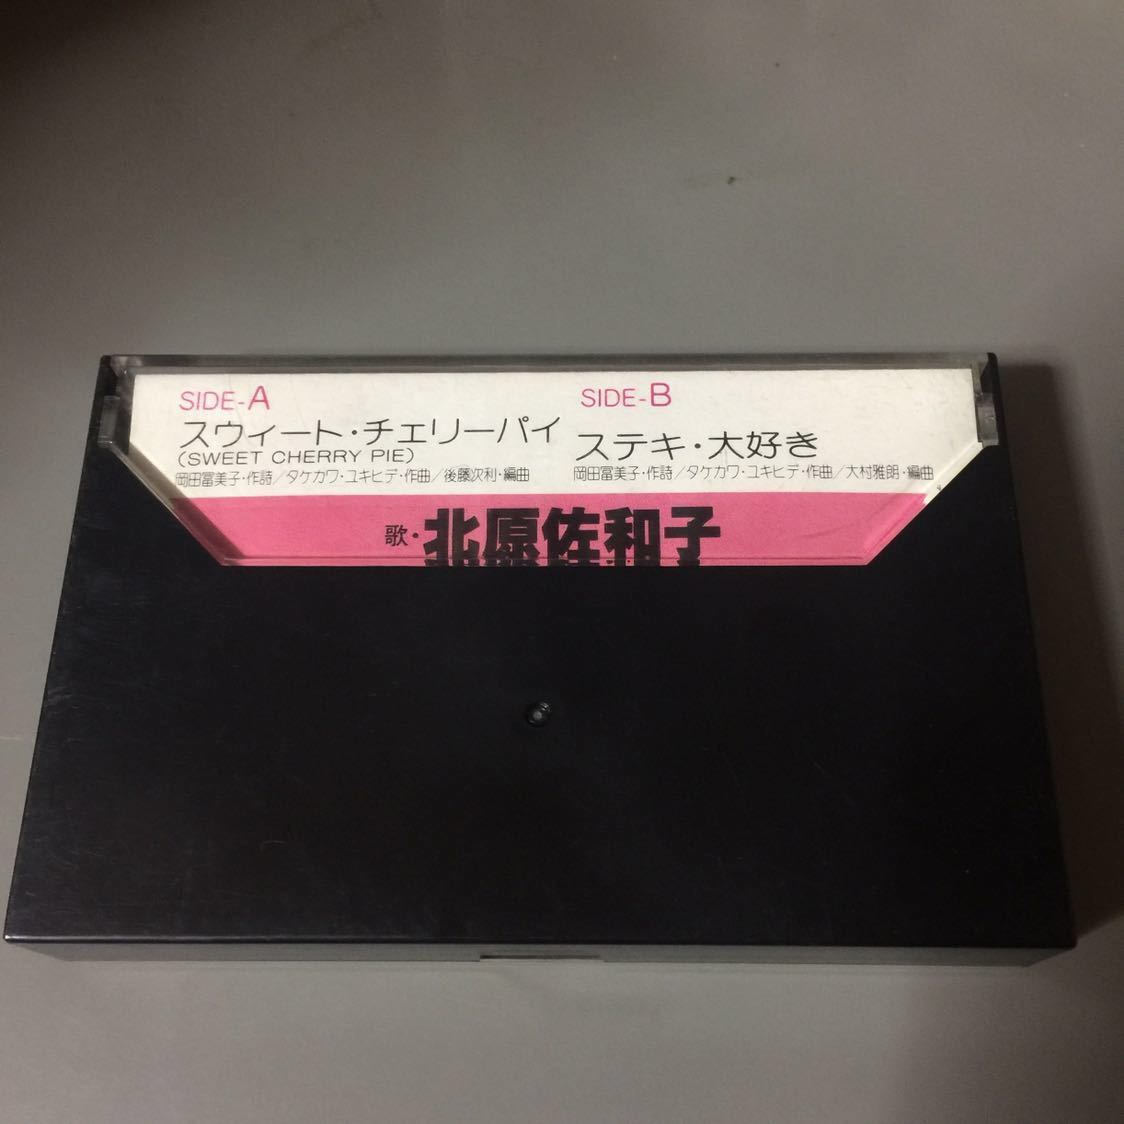 SIDE-A
スウィート・チェリーパイ
(SWEET CHERRY PIE)
岡田冨美子・作詩/タケカワ・ユキヒデ・作曲/後藤次利・編曲
SIDE-B
ステキ・大好き
岡田冨美子・作詩/タケカワ・ユキヒデ・作曲/大村雅朗・編曲
歌・北原佐和子